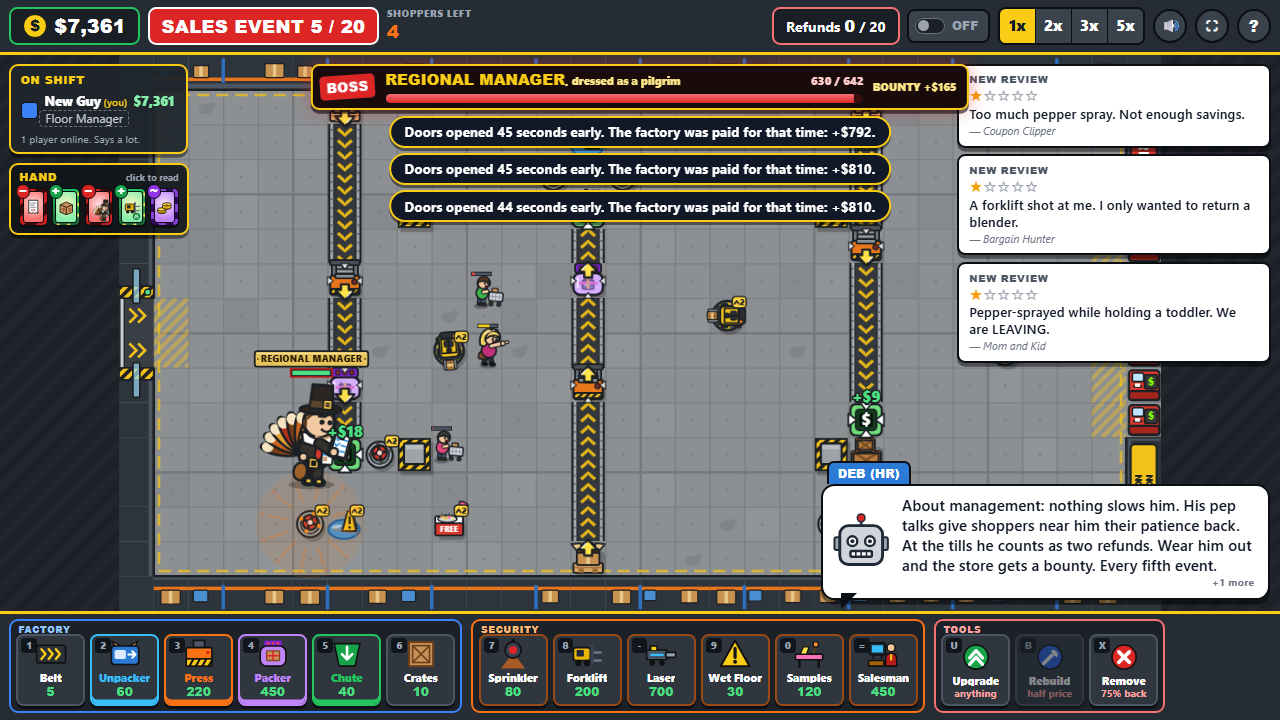 $ $7,361
SALES EVENT 5 / 20
SHOPPERS LEFT
4
Refunds 0 / 20
OFF
1x 2x 3x 5x
?
ON SHIFT
New Guy (you) $7,361
Floor Manager
1 player online. Says a lot.
HAND click to read
BOSS
REGIONAL MANAGER, dressed as a pilgrim
630 / 642
BOUNTY +$165
Doors opened 45 seconds early. The factory was paid for that time: +$792.
Doors opened 45 seconds early. The factory was paid for that time: +$810.
Doors opened 44 seconds early. The factory was paid for that time: +$810.
NEW REVIEW
Too much pepper spray. Not enough savings.
— Coupon Clipper
NEW REVIEW
A forklift shot at me. I only wanted to return a
blender.
— Bargain Hunter
NEW REVIEW
Pepper-sprayed while holding a toddler. We
are LEAVING.
— Mom and Kid
REGIONAL MANAGER
+$18
+$9
$
FREE
DEB (HR)
About management: nothing slows him. His pep
talks give shoppers near him their patience back.
At the tills he counts as two refunds. Wear him out
and the store gets a bounty. Every fifth event.
+1 more
FACTORY
1 Belt 5
2 Unpacker 60
3 Press 220
4 Packer 450
5 Chute 40
6 Crates 10
SECURITY
7 Sprinkler 80
8 Forklift 200
- Laser 700
9 Wet Floor 30
0 Samples 120
= Salesman 450
TOOLS
U Upgrade anything
B Rebuild half price
X Remove 75% back